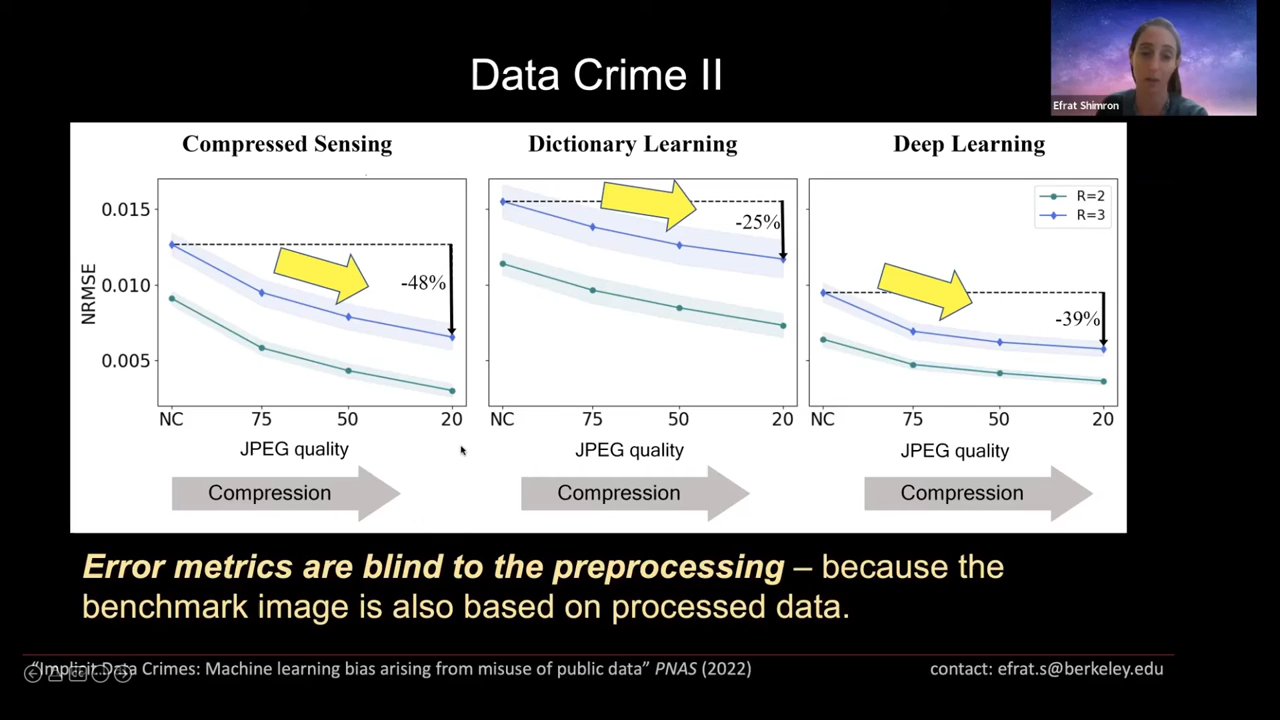 Data Crime II
Efrat Shimron
Compressed Sensing
Dictionary Learning
Deep Learning
NRMSE
0.015
0.010
0.005
-48%
-25%
-39%
R=2
R=3
NC 75 50 20
NC 75 50 20
NC 75 50 20
JPEG quality
JPEG quality
JPEG quality
Compression
Compression
Compression
Error metrics are blind to the preprocessing – because the
benchmark image is also based on processed data.
“Implicit Data Crimes: Machine learning bias arising from misuse of public data” PNAS (2022)
contact: efrat.s@berkeley.edu